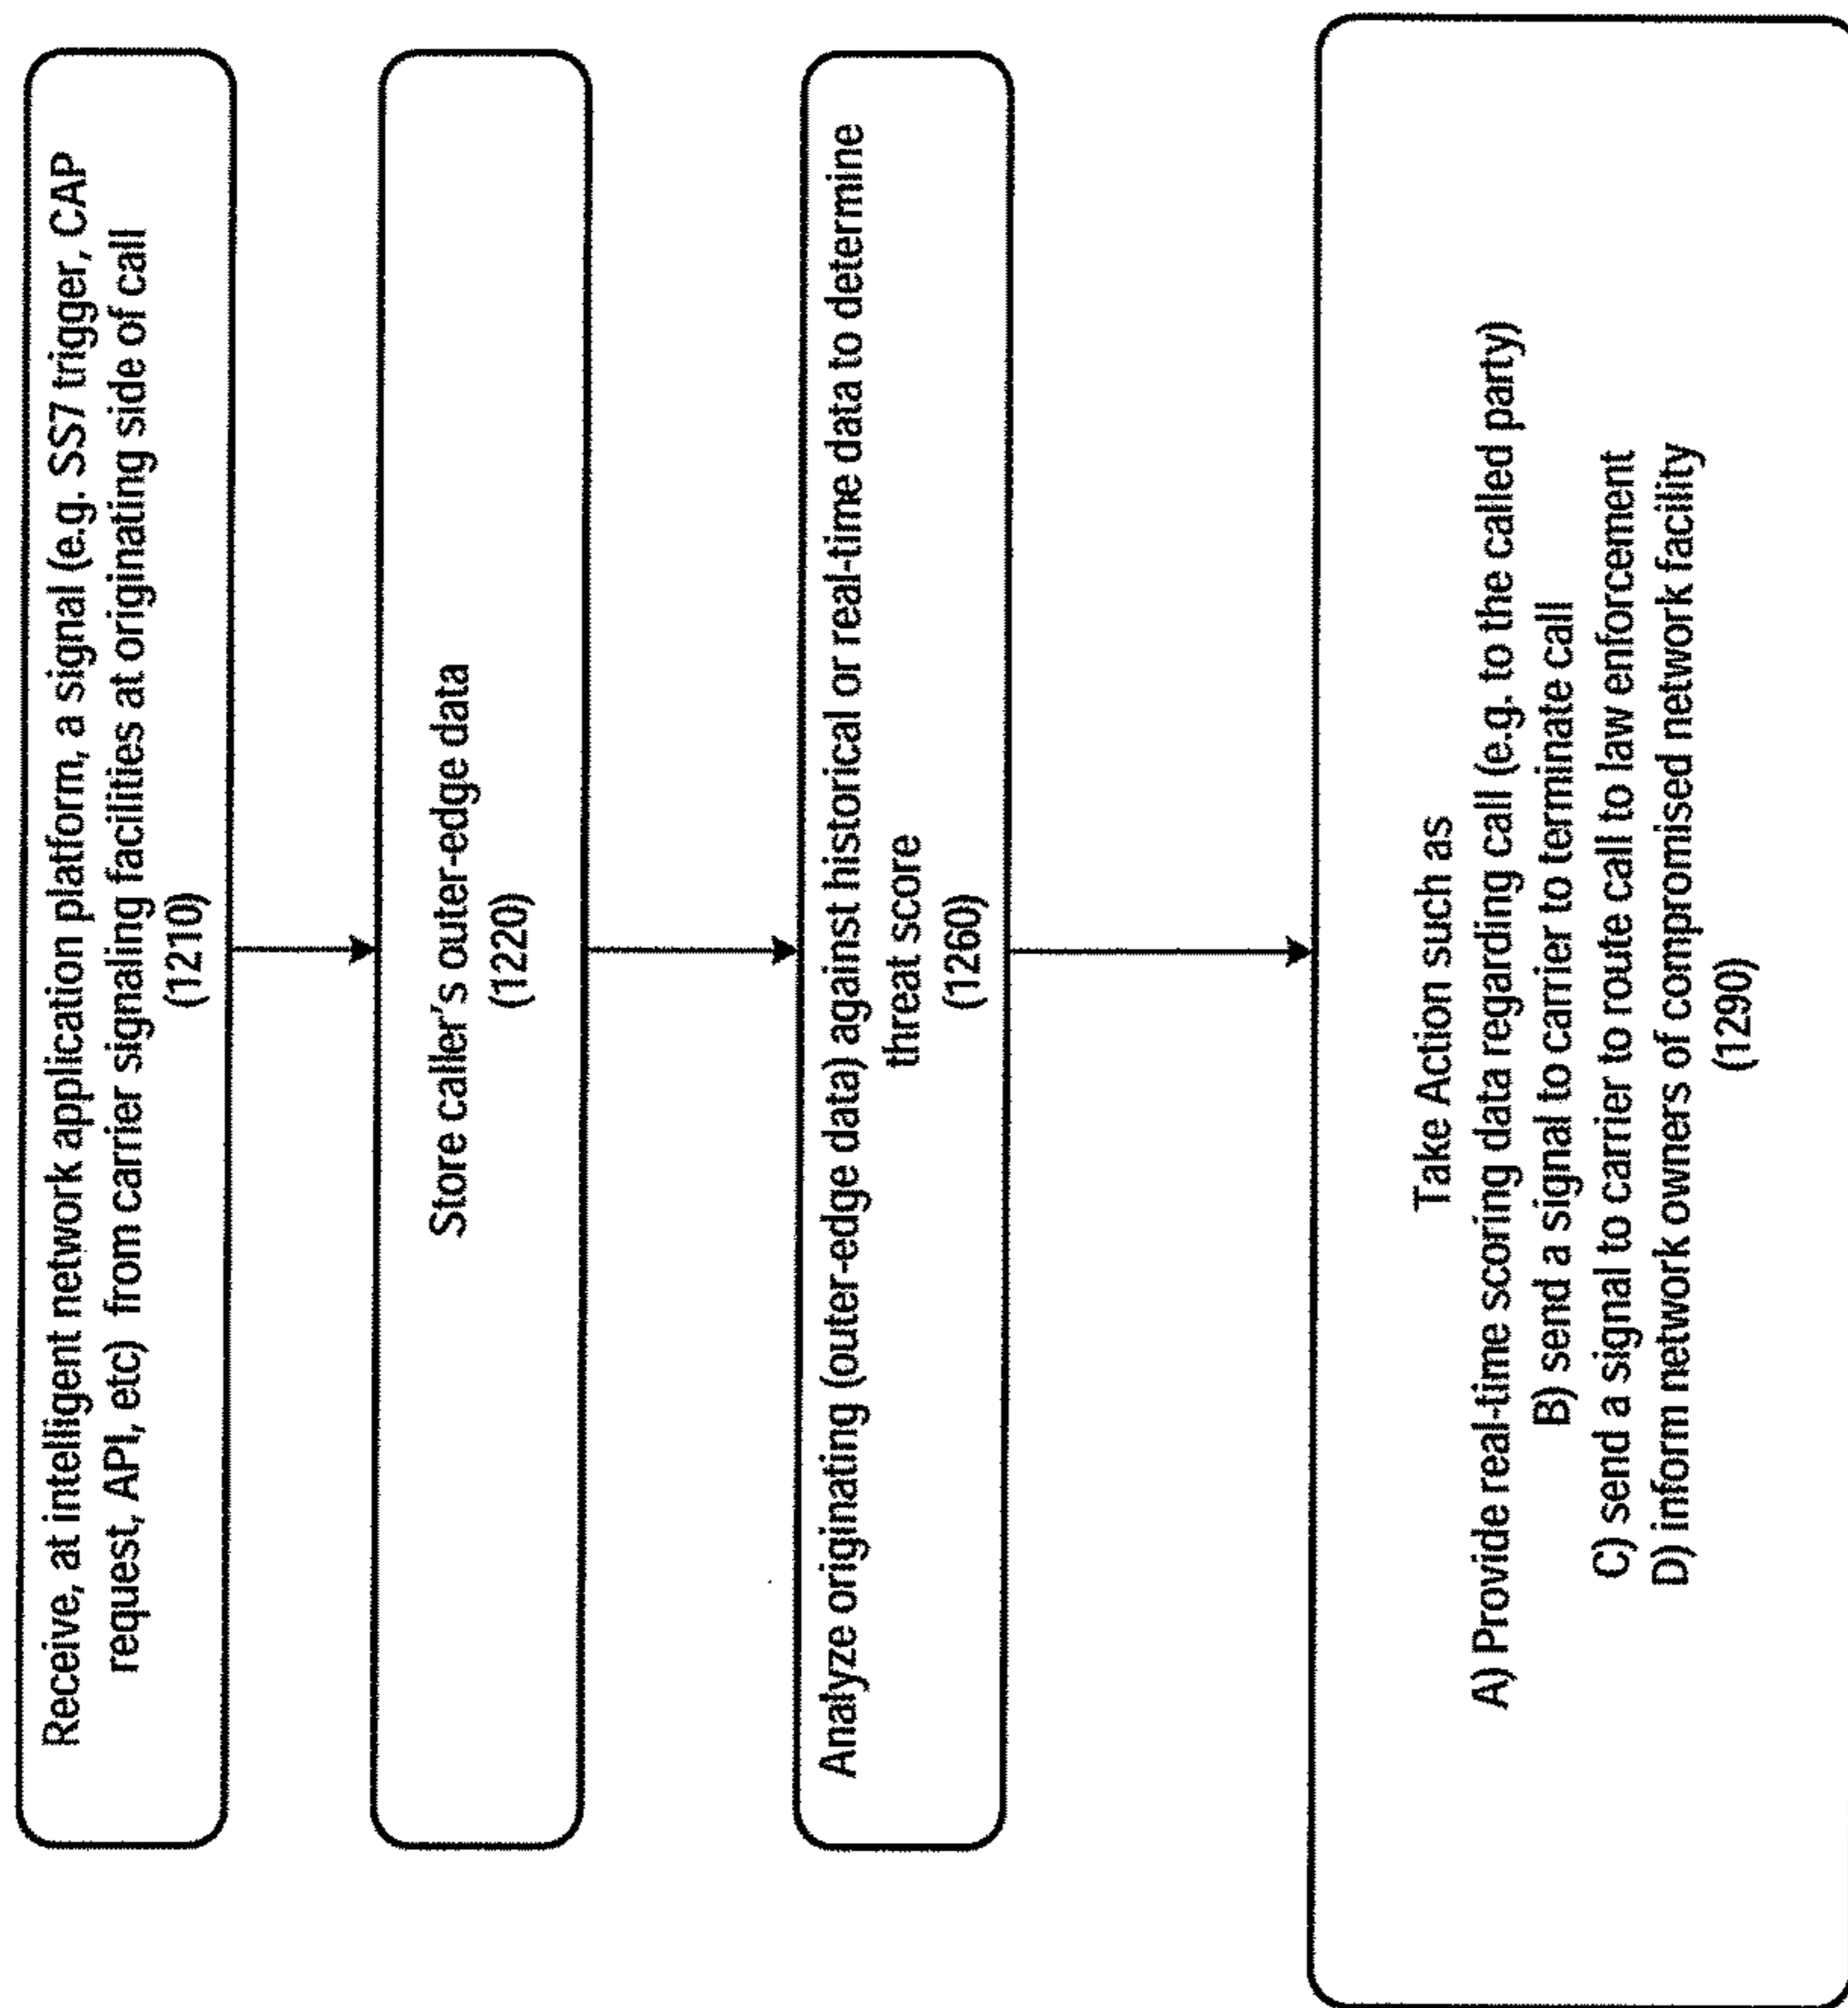 Receive, at intelligent network application platform, a signal (e.g. SS7 trigger, CAP
request, API, etc) from carrier signaling facilities at originating side of call
(1210)
Store caller's outer-edge data
(1220)
Analyze originating (outer-edge data) against historical or real-time data to determine
threat score
(1260)
Take Action such as
A) Provide real-time scoring data regarding call (e.g. to the called party)
B) send a signal to carrier to terminate call
C) send a signal to carrier to route call to law enforcement
D) inform network owners of compromised network facility
(1290)